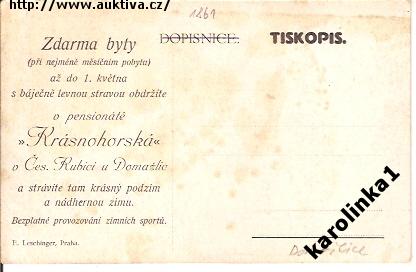 http://www.auktiva.cz/
1261
Zdarma byty
(při nejméně měsíčním pobytu)
až do 1. května
s báječně levnou stravou obdržíte
v pensionátě
»Krásnohorská«
v Čes. Kubici u Domažlic
a strávíte tam krásný podzim
a nádhernou zimu.
Bezplatné provozování zimních sportů.
E. Leschinger, Praha.
DOPISNICE.
TISKOPIS.
karolinka1